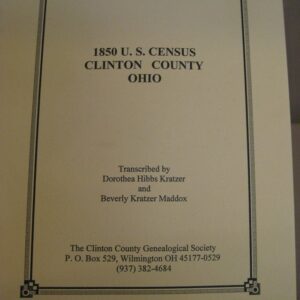 1850 U. S. CENSUS
CLINTON COUNTY
OHIO
Transcribed by
Dorothea Hibbs Kratzer
and
Beverly Kratzer Maddox
The Clinton County Genealogical Society
P. O. Box 529, Wilmington OH 45177-0529
(937) 382-4684